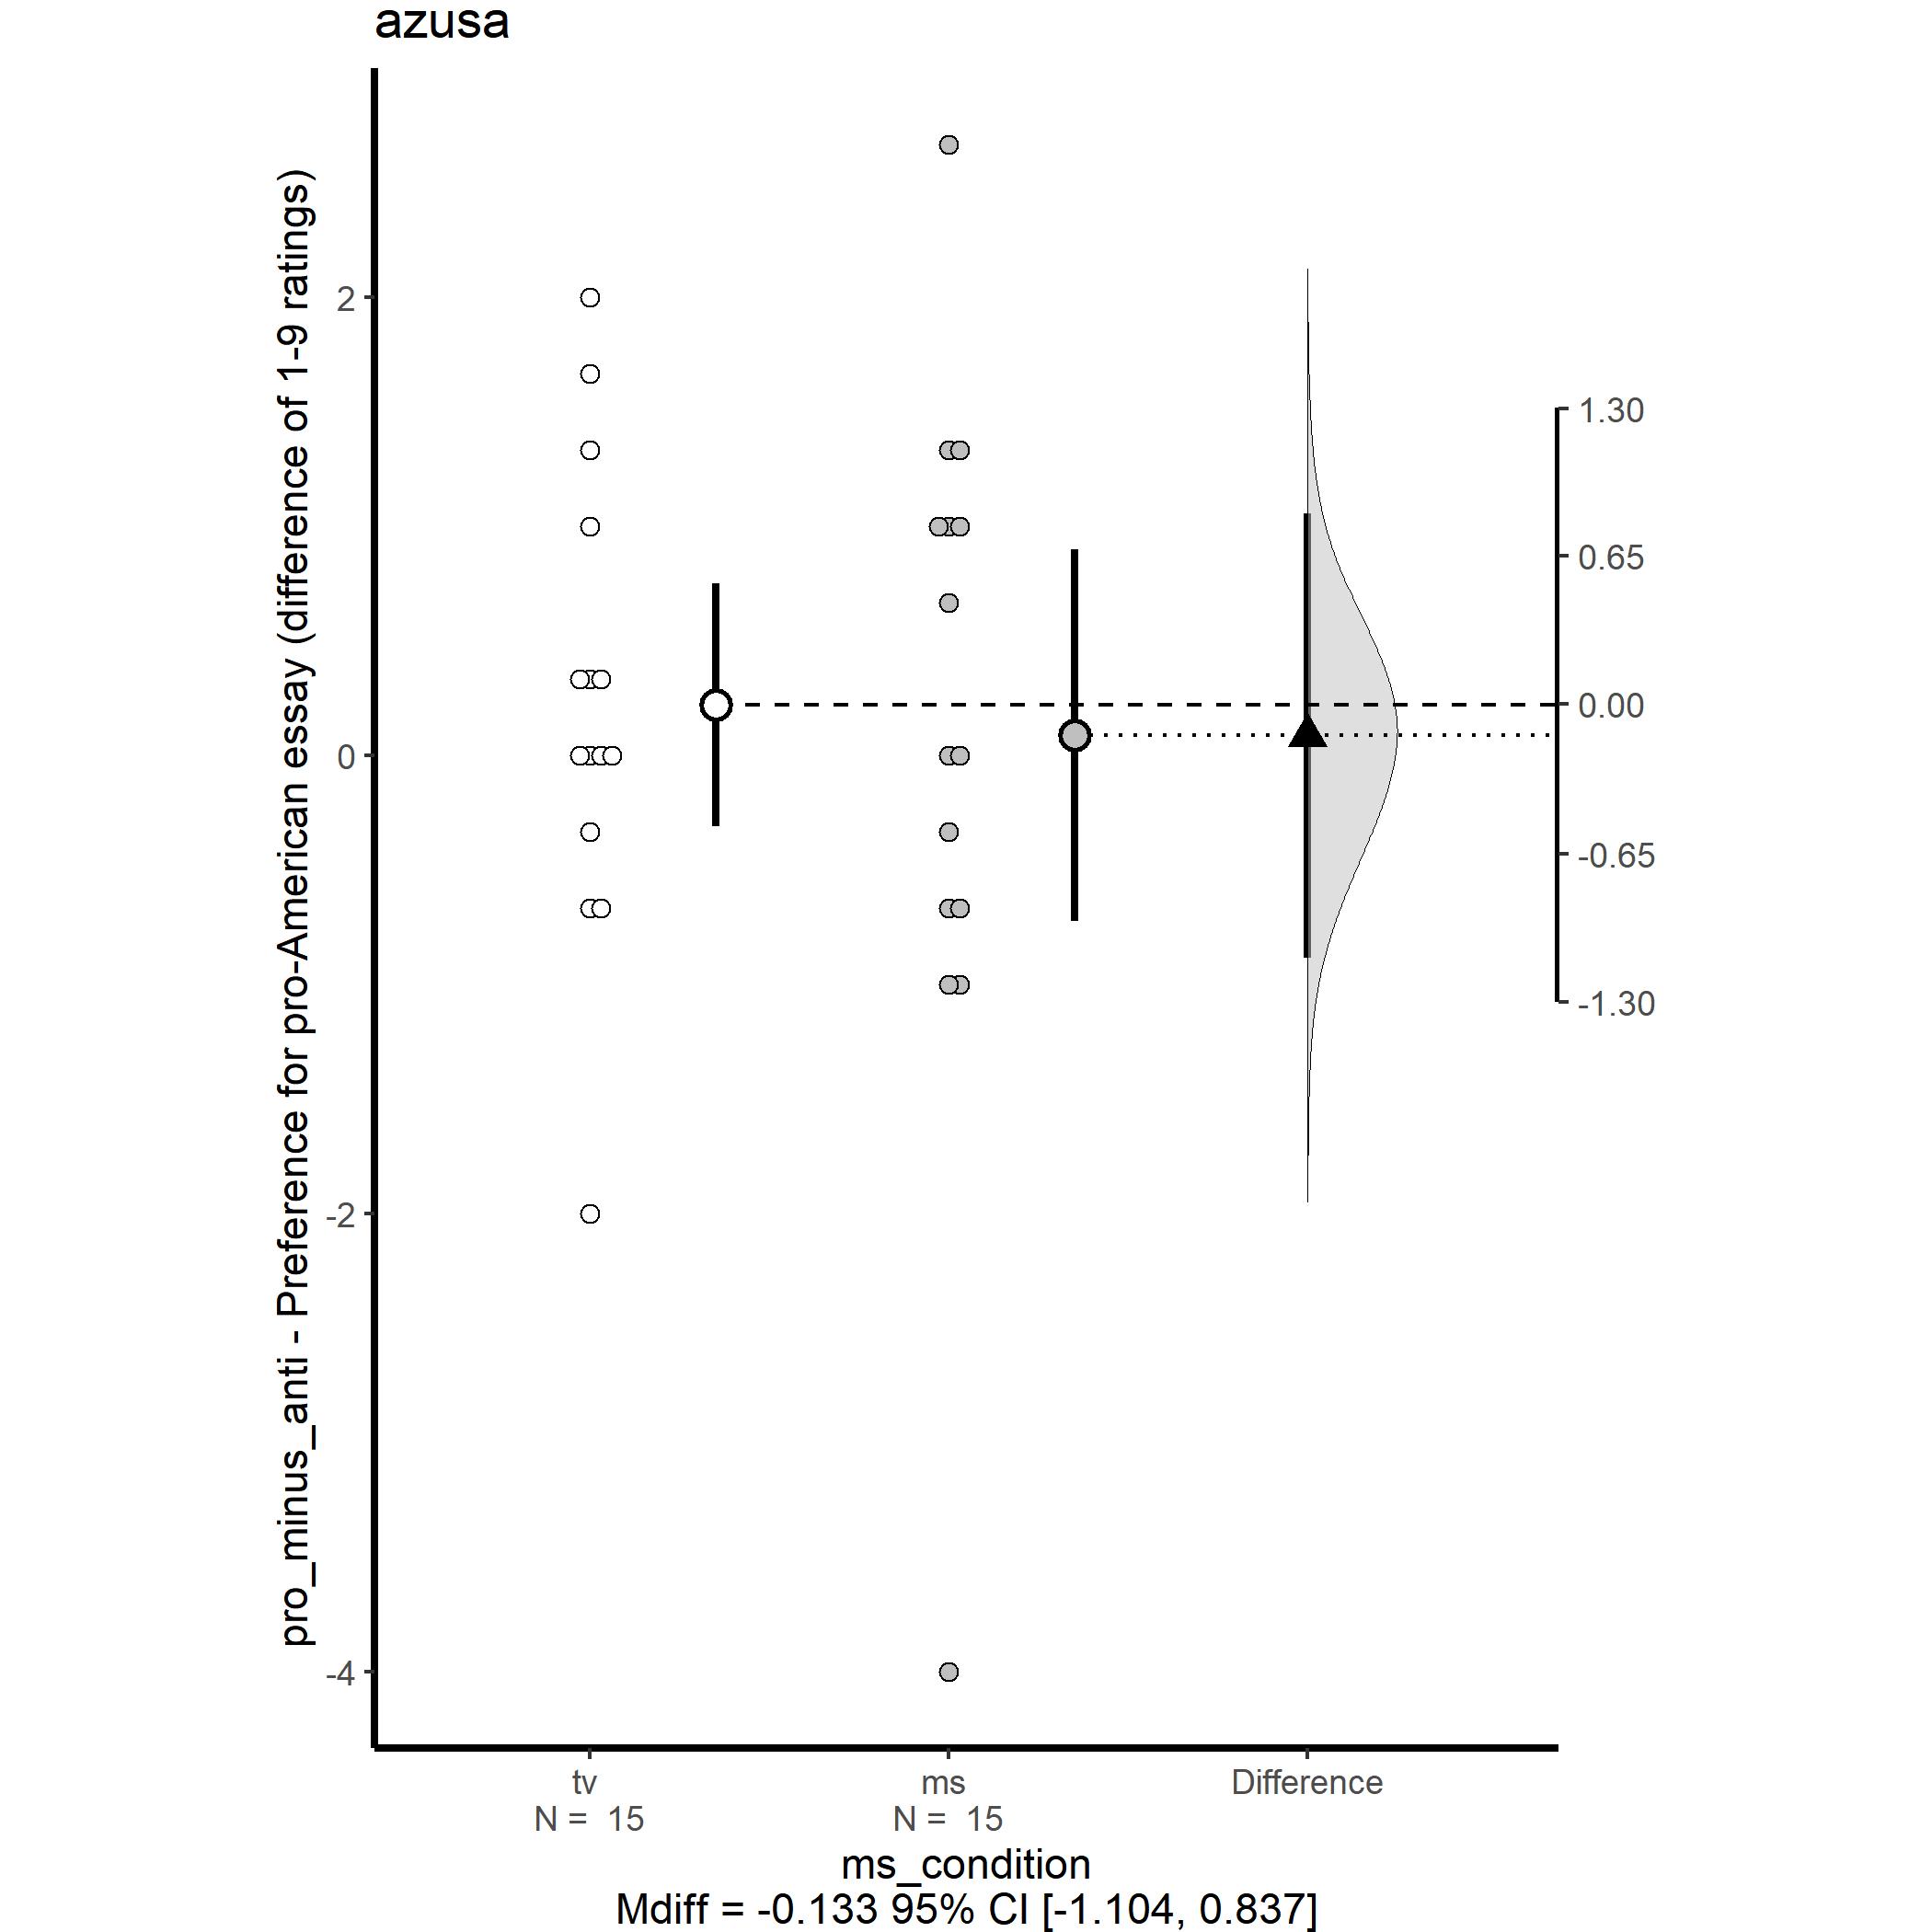 azusa
pro_minus_anti - Preference for pro-American essay (difference of 1-9 ratings)
2
0
-2
-4
1.30
0.65
0.00
-0.65
-1.30
tv
N = 15
ms
N = 15
Difference
ms_condition
Mdiff = -0.133 95% CI [-1.104, 0.837]